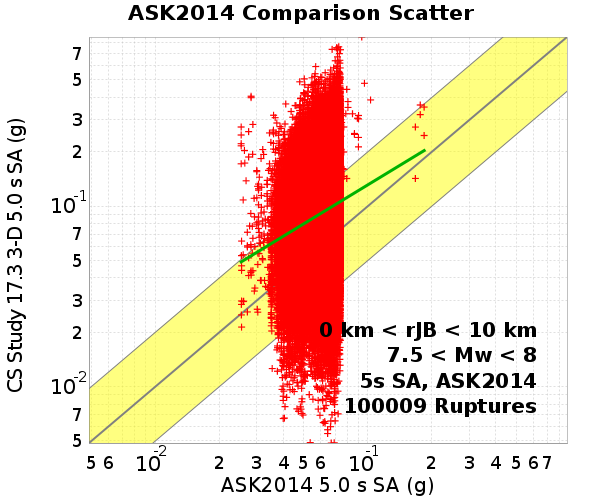 ASK2014 Comparison Scatter
CS Study 17.3 3-D 5.0 s SA (g)
7
5
3
2
10-1
7
5
3
2
10-2
7
5
0 km < rJB < 10 km
7.5 < Mw < 8
5s SA, ASK2014
100009 Ruptures
5 6 10-2 2 3 4 5 6 10-1 2 3 4 5 6 7
ASK2014 5.0 s SA (g)